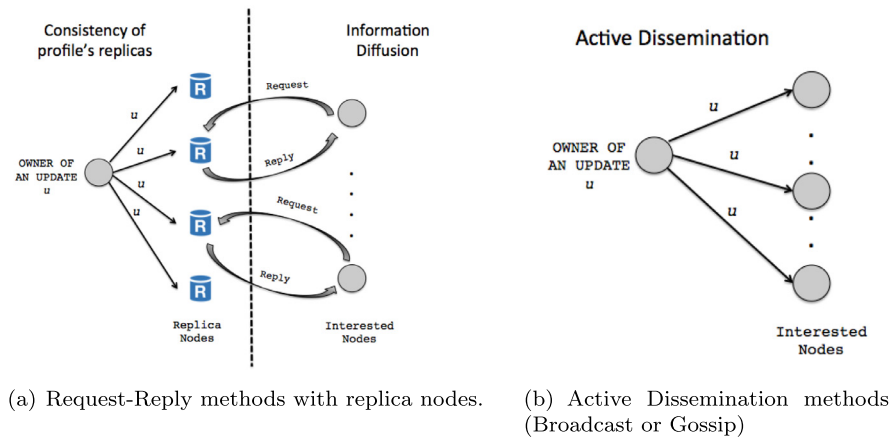 Consistency of
profile's replicas
Information
Diffusion
u
u
u
u
OWNER OF
AN UPDATE
u
R
R
R
R
Request
Reply
Request
Reply
Replica
Nodes
Interested
Nodes
(a) Request-Reply methods with replica nodes.
Active Dissemination
OWNER OF
AN UPDATE
u
u
u
u
Interested
Nodes
(b) Active Dissemination methods
(Broadcast or Gossip)